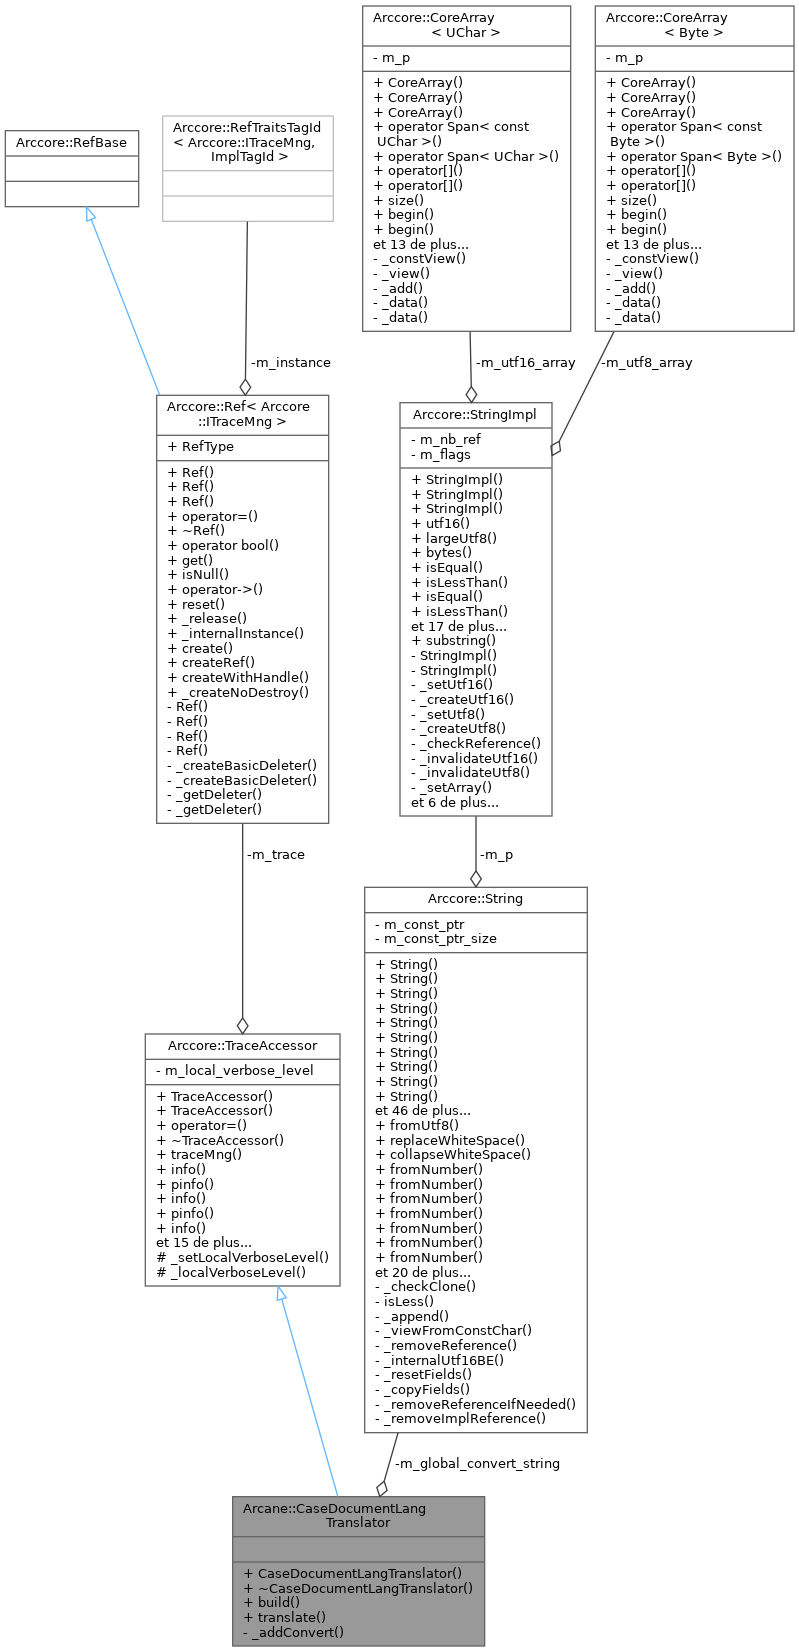 Arccore::CoreArray
< UChar >
- m_p
+ CoreArray()
+ CoreArray()
+ CoreArray()
+ operator Span< const
UChar >()
+ operator Span< UChar >()
+ operator[]()
+ operator[]()
+ size()
+ begin()
+ begin()
et 13 de plus...
- _constView()
- _view()
- _add()
- _data()
- _data()
Arccore::CoreArray
< Byte >
- m_p
+ CoreArray()
+ CoreArray()
+ CoreArray()
+ operator Span< const
Byte >()
+ operator Span< Byte >()
+ operator[]()
+ operator[]()
+ size()
+ begin()
+ begin()
et 13 de plus...
- _constView()
- _view()
- _add()
- _data()
- _data()
Arccore::RefBase
Arccore::RefTraitsTagId
< Arccore::ITraceMng,
ImplTagId >
-m_instance
-m_utf16_array
-m_utf8_array
Arccore::Ref< Arccore
::ITraceMng >
+ RefType
+ Ref()
+ Ref()
+ Ref()
+ operator=()
+ ~Ref()
+ operator bool()
+ get()
+ isNull()
+ operator->()
+ reset()
+ _release()
+ _internalInstance()
+ create()
+ createRef()
+ createWithHandle()
+ _createNoDestroy()
- Ref()
- Ref()
- Ref()
- Ref()
- _createBasicDeleter()
- _createBasicDeleter()
- _getDeleter()
- _getDeleter()
Arccore::StringImpl
- m_nb_ref
- m_flags
+ StringImpl()
+ StringImpl()
+ StringImpl()
+ utf16()
+ largeUtf8()
+ bytes()
+ isEqual()
+ isLessThan()
+ isEqual()
+ isLessThan()
et 17 de plus...
+ substring()
- StringImpl()
- StringImpl()
- _setUtf16()
- _createUtf16()
- _setUtf8()
- _createUtf8()
- _checkReference()
- _invalidateUtf16()
- _invalidateUtf8()
- _setArray()
et 6 de plus...
-m_trace
-m_p
Arccore::String
- m_const_ptr
- m_const_ptr_size
+ String()
+ String()
+ String()
+ String()
+ String()
+ String()
+ String()
+ String()
+ String()
+ String()
et 46 de plus...
+ fromUtf8()
+ replaceWhiteSpace()
+ collapseWhiteSpace()
+ fromNumber()
+ fromNumber()
+ fromNumber()
+ fromNumber()
+ fromNumber()
+ fromNumber()
+ fromNumber()
et 20 de plus...
- _checkClone()
- isLess()
- _append()
- _viewFromConstChar()
- _removeReference()
- _internalUtf16BE()
- _resetFields()
- _copyFields()
- _removeReferenceIfNeeded()
- _removeImplReference()
Arccore::TraceAccessor
- m_local_verbose_level
+ TraceAccessor()
+ TraceAccessor()
+ operator=()
+ ~TraceAccessor()
+ traceMng()
+ info()
+ pinfo()
+ info()
+ pinfo()
+ info()
et 15 de plus...
# _setLocalVerboseLevel()
# _localVerboseLevel()
-m_global_convert_string
Arcane::CaseDocumentLang
Translator
+ CaseDocumentLangTranslator()
+ ~CaseDocumentLangTranslator()
+ build()
+ translate()
- _addConvert()